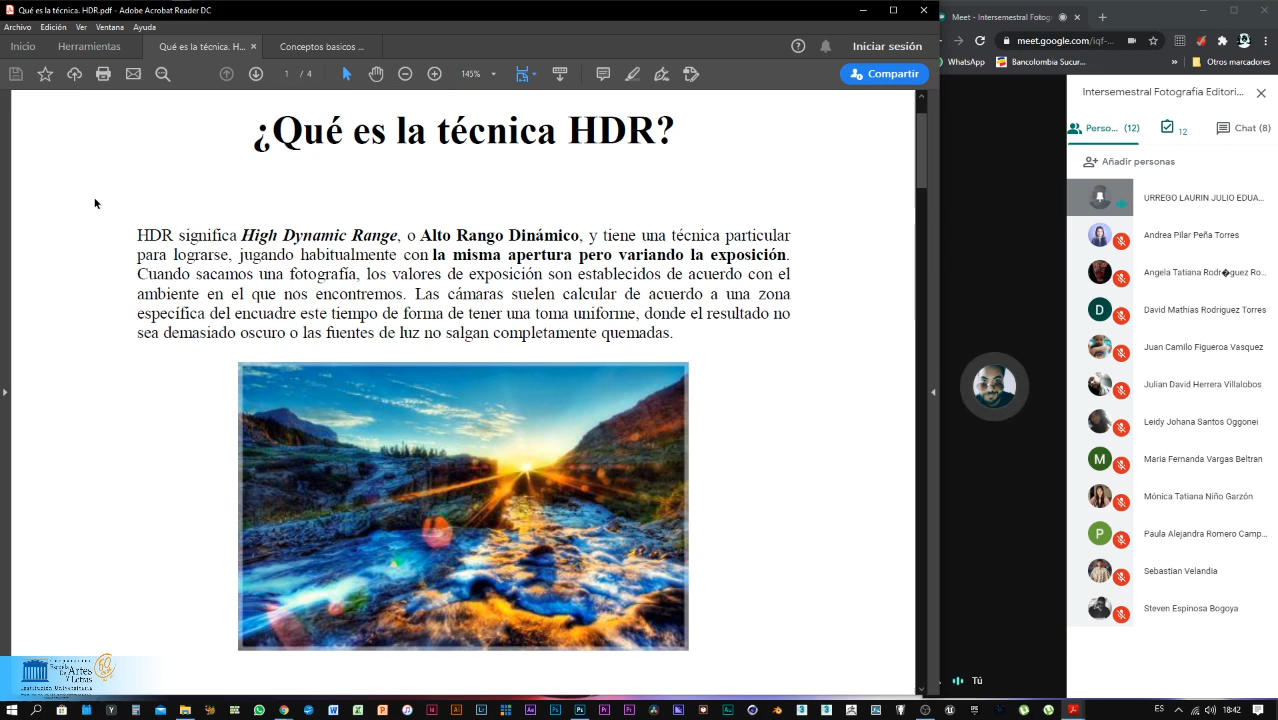 Qué es la técnica. HDR.pdf - Adobe Acrobat Reader DC
Archivo Edición Ver Ventana Ayuda
Inicio Herramientas Qué es la técnica. H... × Conceptos basicos ... Iniciar sesión
1 / 4 145% Compartir
¿Qué es la técnica HDR?
HDR significa High Dynamic Range, o Alto Rango Dinámico, y tiene una técnica particular
para lograrse, jugando habitualmente con la misma apertura pero variando la exposición.
Cuando sacamos una fotografía, los valores de exposición son establecidos de acuerdo con el
ambiente en el que nos encontremos. Las cámaras suelen calcular de acuerdo a una zona
específica del encuadre este tiempo de forma de tener una toma uniforme, donde el resultado no
sea demasiado oscuro o las fuentes de luz no salgan completamente quemadas.
Meet - Intersemestral Fotog
meet.google.com/iqf-...
WhatsApp Bancolombia Sucur... » Otros marcadores
Intersemestral Fotografía Editori...
Perso... (12) 12 Chat (8)
Añadir personas
URREGO LAURIN JULIO EDUA...
Andrea Pilar Peña Torres
Angela Tatiana Rodr�guez Ro...
David Mathias Rodriguez Torres
Juan Camilo Figueroa Vasquez
Julian David Herrera Villalobos
Leidy Johana Santos Oggonei
M Maria Fernanda Vargas Beltran
Mónica Tatiana Niño Garzón
P Paula Alejandra Romero Camp...
Sebastian Velandia
Steven Espinosa Bogoya
Tú
ES 18:42